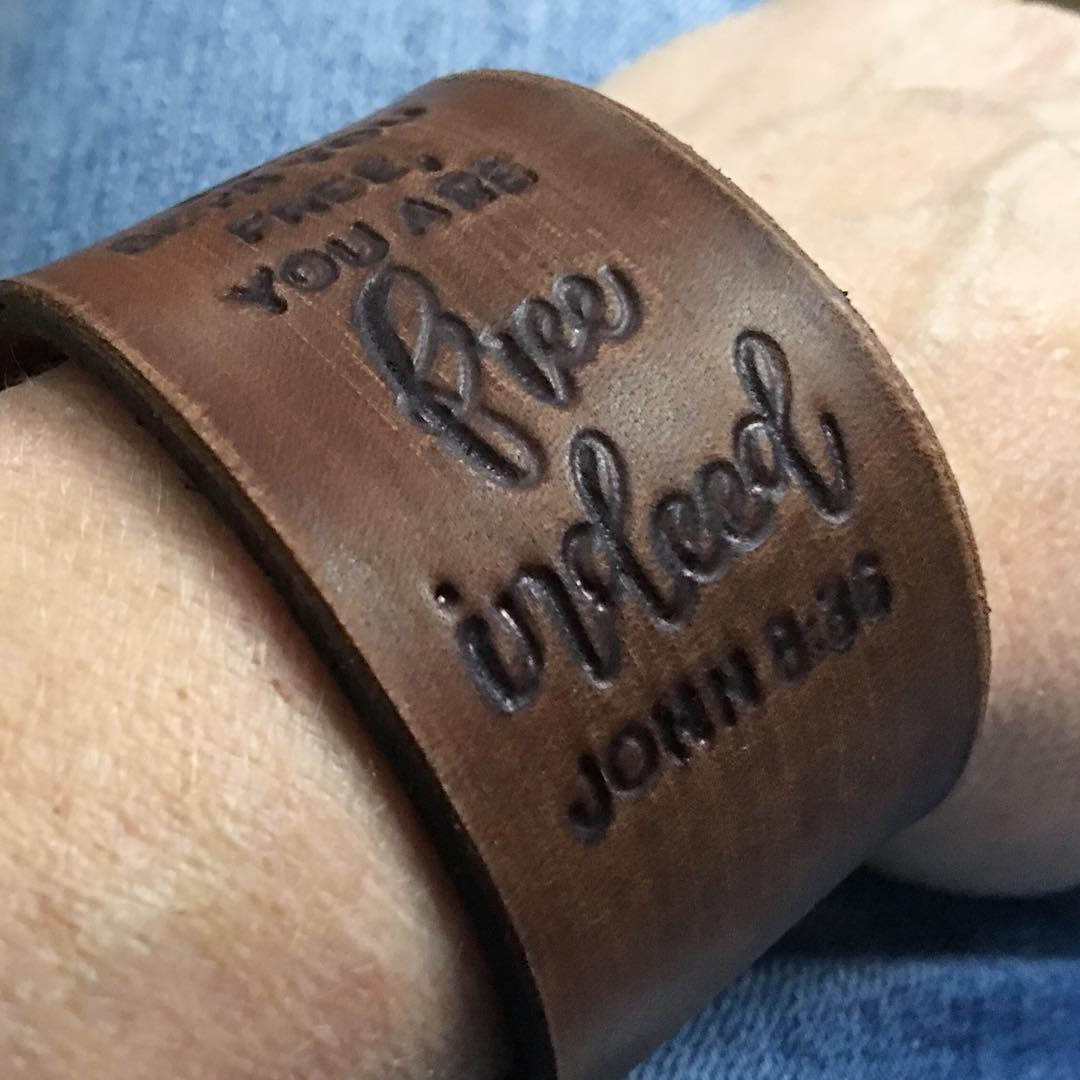 FREE,
YOU ARE
free
indeed
JOHN 8:36